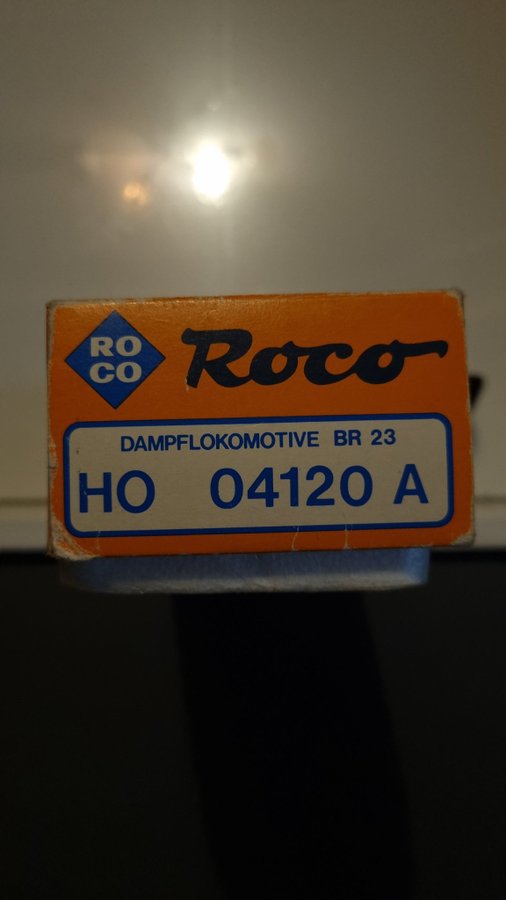 RO
CO
Roco
DAMPFLOKOMOTIVE BR 23
HO 04120 A